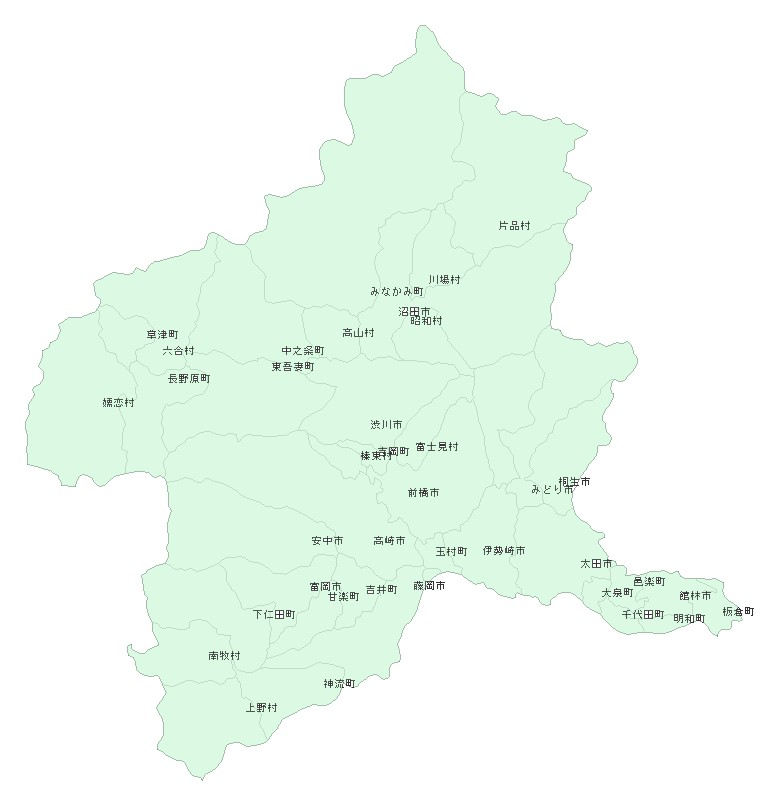 片品村
川場村
みなかみ町
沼田市
昭和村
高山村
草津町
六合村
中之条町
東吾妻町
長野原町
嬬恋村
渋川市
富士見村
吉岡町
榛東村
桐生市
みどり市
前橋市
安中市
高崎市
玉村町
伊勢崎市
太田市
邑楽町
富岡市
甘楽町
吉井町
藤岡市
大泉町
館林市
下仁田町
千代田町
明和町
板倉町
南牧村
神流町
上野村